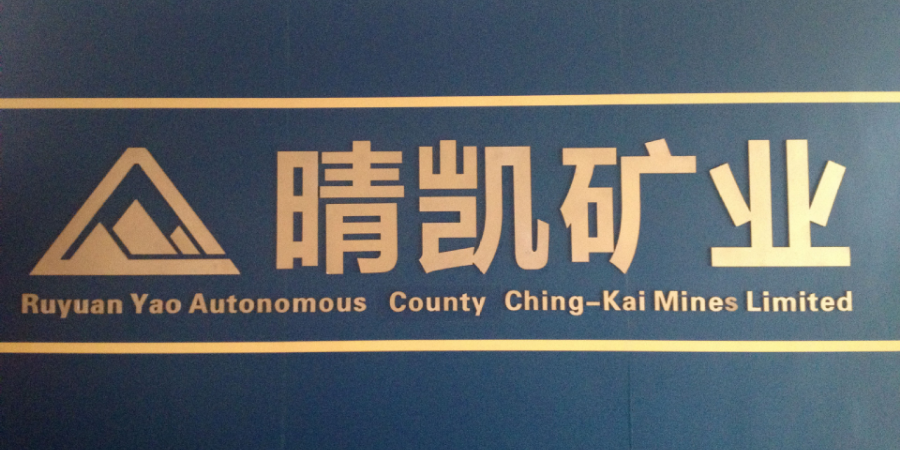 晴凯矿业
Ruyuan Yao Autonomous County Ching-Kai Mines Limited